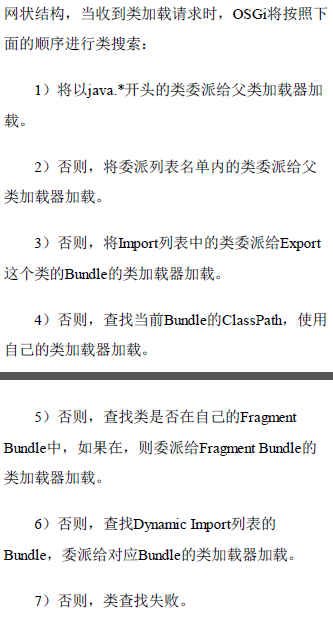 网状结构，当收到类加载请求时，OSGi将按照下
面的顺序进行类搜索：
1）将以java.*开头的类委派给父类加载器加
载。
2）否则，将委派列表名单内的类委派给父
类加载器加载。
3）否则，将Import列表中的类委派给Export
这个类的Bundle的类加载器加载。
4）否则，查找当前Bundle的ClassPath，使用
自己的类加载器加载。
5）否则，查找类是否在自己的Fragment
Bundle中，如果在，则委派给Fragment Bundle的
类加载器加载。
6）否则，查找Dynamic Import列表的
Bundle，委派给对应Bundle的类加载器加载。
7）否则，类查找失败。